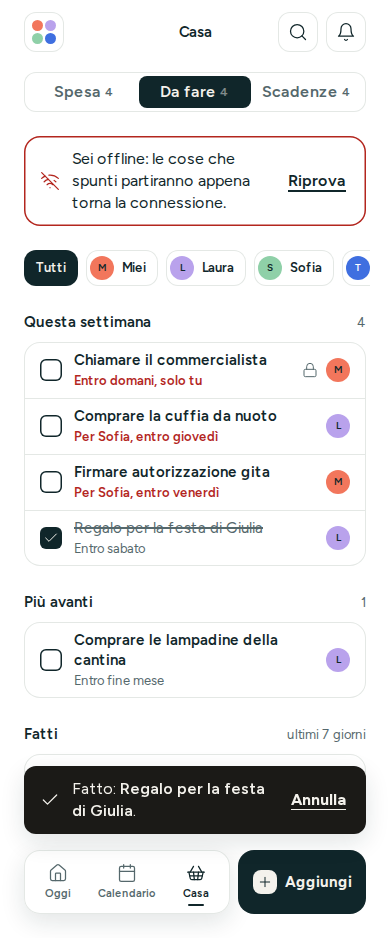 Casa
Spesa 4 Da fare 4 Scadenze 4
Sei offline: le cose che
spunti partiranno appena
torna la connessione.
Riprova
Tutti M Miei L Laura S Sofia T
Questa settimana 4
Chiamare il commercialista
Entro domani, solo tu
M
Comprare la cuffia da nuoto
Per Sofia, entro giovedì
L
Firmare autorizzazione gita
Per Sofia, entro venerdì
M
Regalo per la festa di Giulia
Entro sabato
L
Più avanti 1
Comprare le lampadine della
cantina
Entro fine mese
L
Fatti ultimi 7 giorni
Fatto: Regalo per la festa
di Giulia.
Annulla
Oggi Calendario Casa
Aggiungi